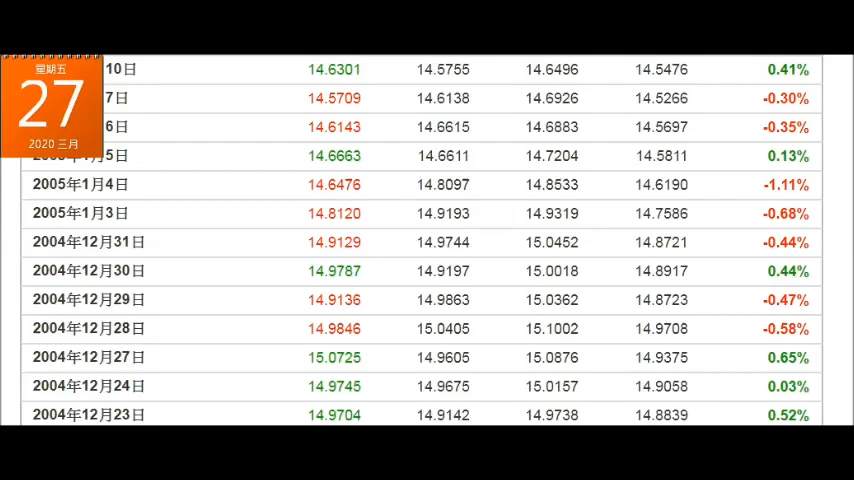 星期五
27
2020 三月
10日 14.6301 14.5755 14.6496 14.5476 0.41%
7日 14.5709 14.6138 14.6926 14.5266 -0.30%
6日 14.6143 14.6615 14.6883 14.5697 -0.35%
5日 14.6663 14.6611 14.7204 14.5811 0.13%
2005年1月4日 14.6476 14.8097 14.8533 14.6190 -1.11%
2005年1月3日 14.8120 14.9193 14.9319 14.7586 -0.68%
2004年12月31日 14.9129 14.9744 15.0452 14.8721 -0.44%
2004年12月30日 14.9787 14.9197 15.0018 14.8917 0.44%
2004年12月29日 14.9136 14.9863 15.0362 14.8723 -0.47%
2004年12月28日 14.9846 15.0405 15.1002 14.9708 -0.58%
2004年12月27日 15.0725 14.9605 15.0876 14.9375 0.65%
2004年12月24日 14.9745 14.9675 15.0157 14.9058 0.03%
2004年12月23日 14.9704 14.9142 14.9738 14.8839 0.52%